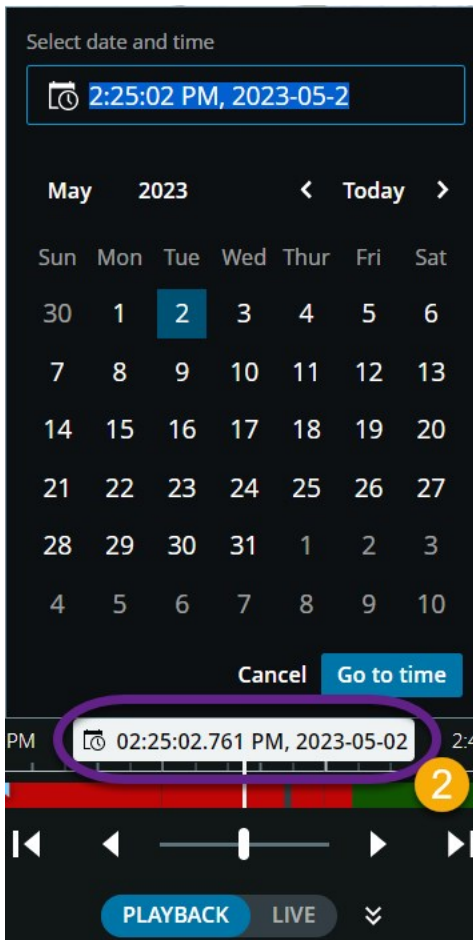 Select date and time
2:25:02 PM, 2023-05-2
May 2023 Today
Sun Mon Tue Wed Thur Fri Sat
30 1 2 3 4 5 6
7 8 9 10 11 12 13
14 15 16 17 18 19 20
21 22 23 24 25 26 27
28 29 30 31 1 2 3
4 5 6 7 8 9 10
Cancel Go to time
PM 02:25:02.761 PM, 2023-05-02 2:4
2
PLAYBACK LIVE